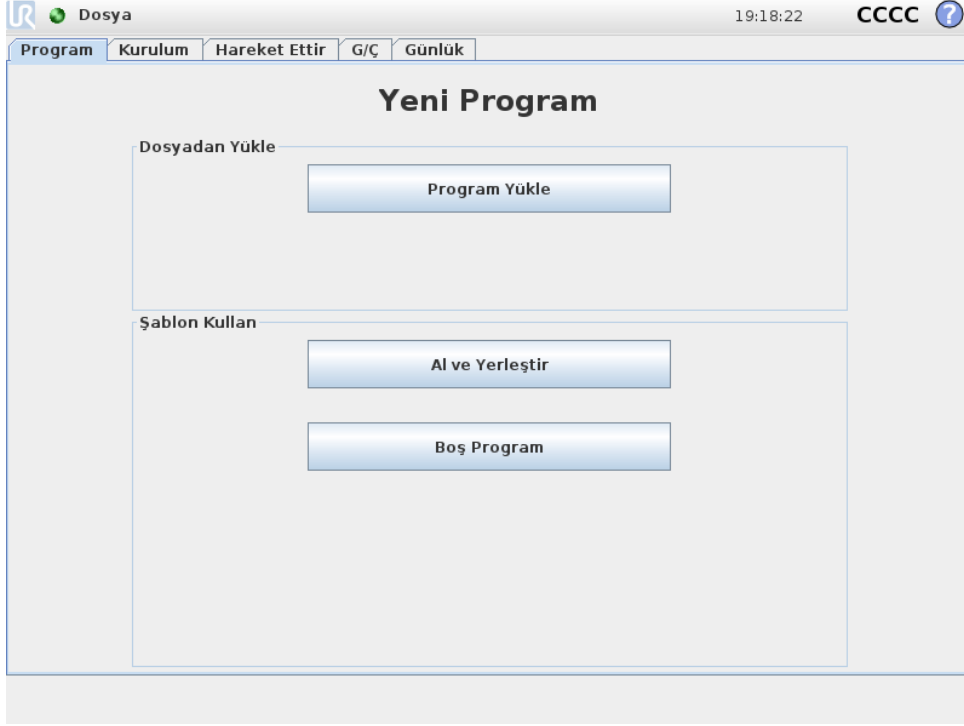 UR Dosya 19:18:22 CCCC ?
Program Kurulum Hareket Ettir G/Ç Günlük
Yeni Program
Dosyadan Yükle
Program Yükle
Şablon Kullan
Al ve Yerleştir
Boş Program